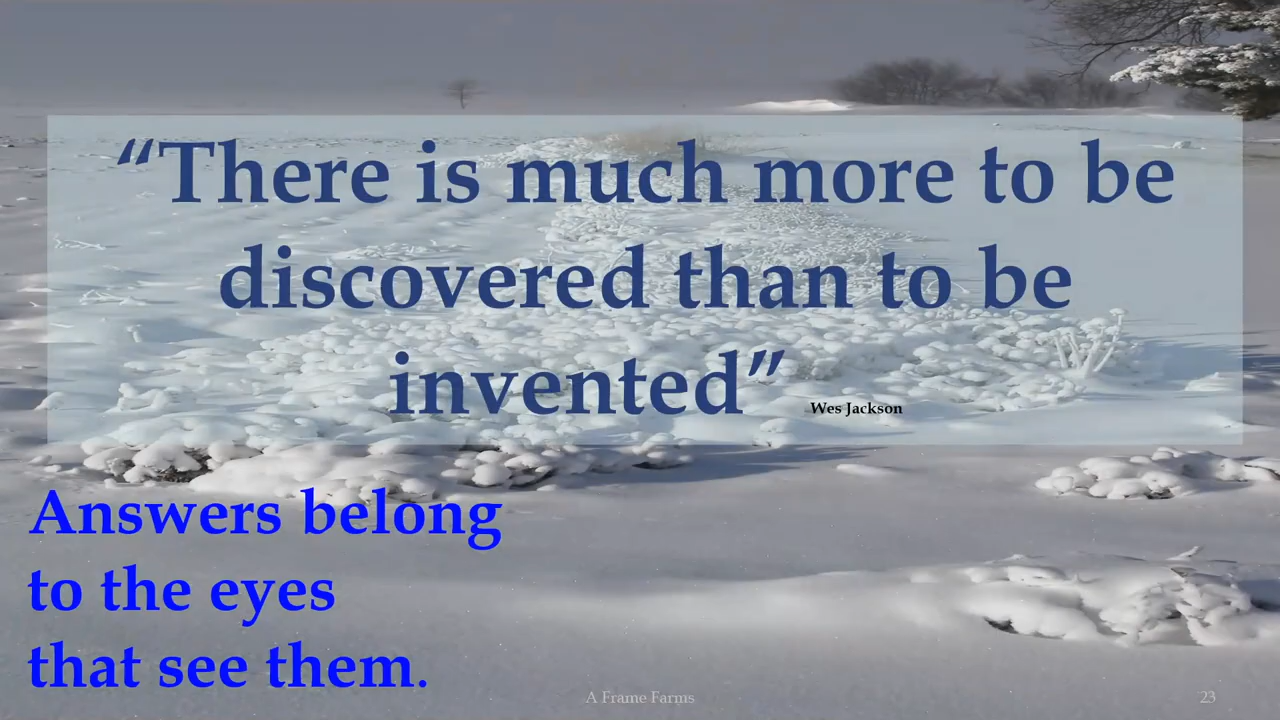 “There is much more to be
discovered than to be
invented” Wes Jackson
Answers belong
to the eyes
that see them.
A Frame Farms
23